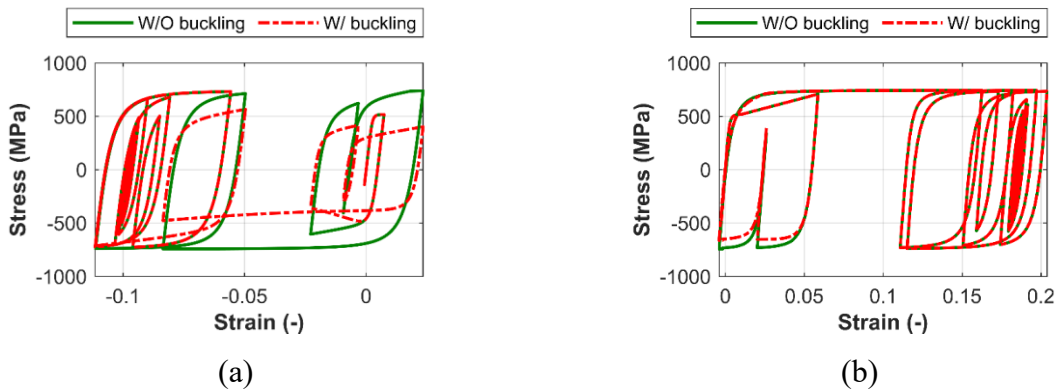 W/O buckling W/ buckling
W/O buckling W/ buckling
1000
500
0
-500
-1000
Stress (MPa)
-0.1 -0.05 0
Strain (-)
(a)
1000
500
0
-500
-1000
Stress (MPa)
0 0.05 0.1 0.15 0.2
Strain (-)
(b)